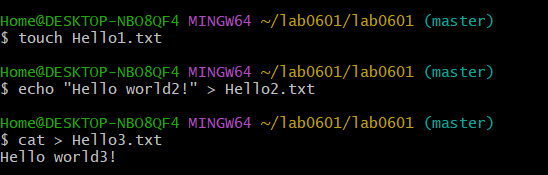 Home@DESKTOP-NBO8QF4 MINGW64 ~/lab0601/lab0601 (master)
$ touch Hello1.txt
Home@DESKTOP-NBO8QF4 MINGW64 ~/lab0601/lab0601 (master)
$ echo "Hello world2!" > Hello2.txt
Home@DESKTOP-NBO8QF4 MINGW64 ~/lab0601/lab0601 (master)
$ cat > Hello3.txt
Hello world3!